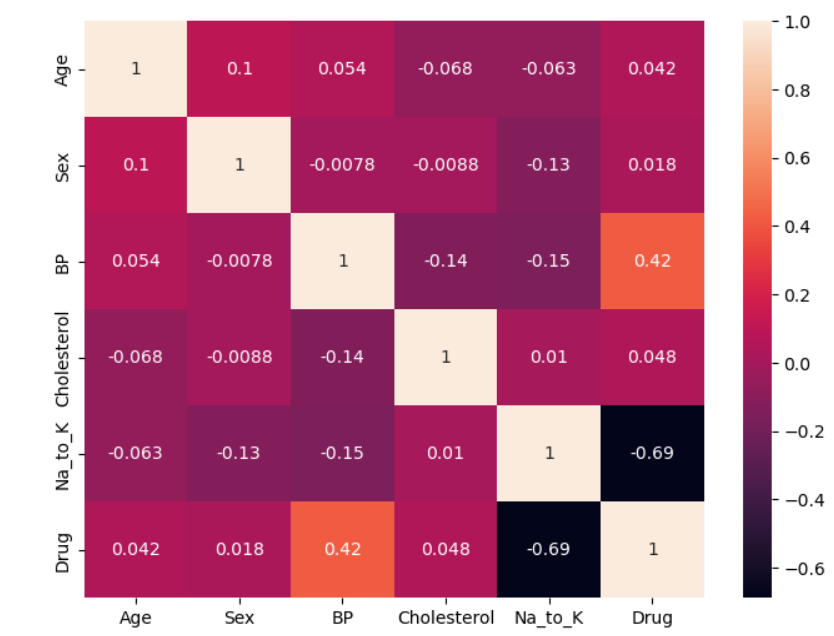 Age 1 0.1 0.054 -0.068 -0.063 0.042
Sex 0.1 1 -0.0078 -0.0088 -0.13 0.018
BP 0.054 -0.0078 1 -0.14 -0.15 0.42
Cholesterol -0.068 -0.0088 -0.14 1 0.01 0.048
Na_to_K -0.063 -0.13 -0.15 0.01 1 -0.69
Drug 0.042 0.018 0.42 0.048 -0.69 1
Age Sex BP Cholesterol Na_to_K Drug
1.0
0.8
0.6
0.4
0.2
0.0
−0.2
−0.4
−0.6